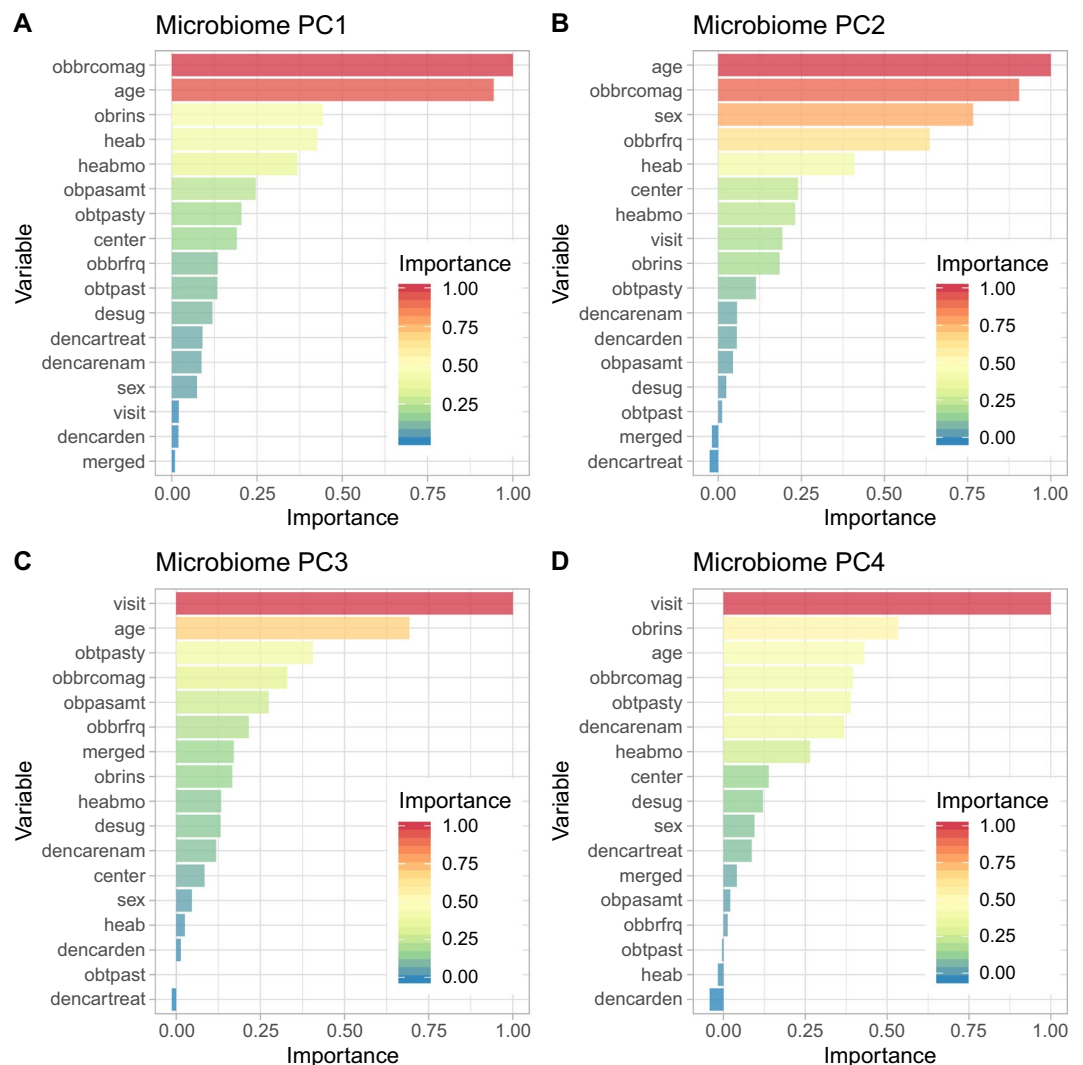 A Microbiome PC1
Variable
obbrcomag
age
obrins
heab
heabmo
obpasamt
obtpasty
center
obbrfrq
obtpast
desug
dencartreat
dencarenam
sex
visit
dencarden
merged
Importance
1.00
0.75
0.50
0.25
0.00 0.25 0.50 0.75 1.00
Importance
B Microbiome PC2
Variable
age
obbrcomag
sex
obbrfrq
heab
center
heabmo
visit
obrins
obtpasty
dencarenam
dencarden
obpasamt
desug
obtpast
merged
dencartreat
Importance
1.00
0.75
0.50
0.25
0.00
0.00 0.25 0.50 0.75 1.00
Importance
C Microbiome PC3
Variable
visit
age
obtpasty
obbrcomag
obpasamt
obbrfrq
merged
obrins
heabmo
desug
dencarenam
center
sex
heab
dencarden
obtpast
dencartreat
Importance
1.00
0.75
0.50
0.25
0.00
0.00 0.25 0.50 0.75 1.00
Importance
D Microbiome PC4
Variable
visit
obrins
age
obbrcomag
obtpasty
dencarenam
heabmo
center
desug
sex
dencartreat
merged
obpasamt
obbrfrq
obtpast
heab
dencarden
Importance
1.00
0.75
0.50
0.25
0.00
0.00 0.25 0.50 0.75 1.00
Importance